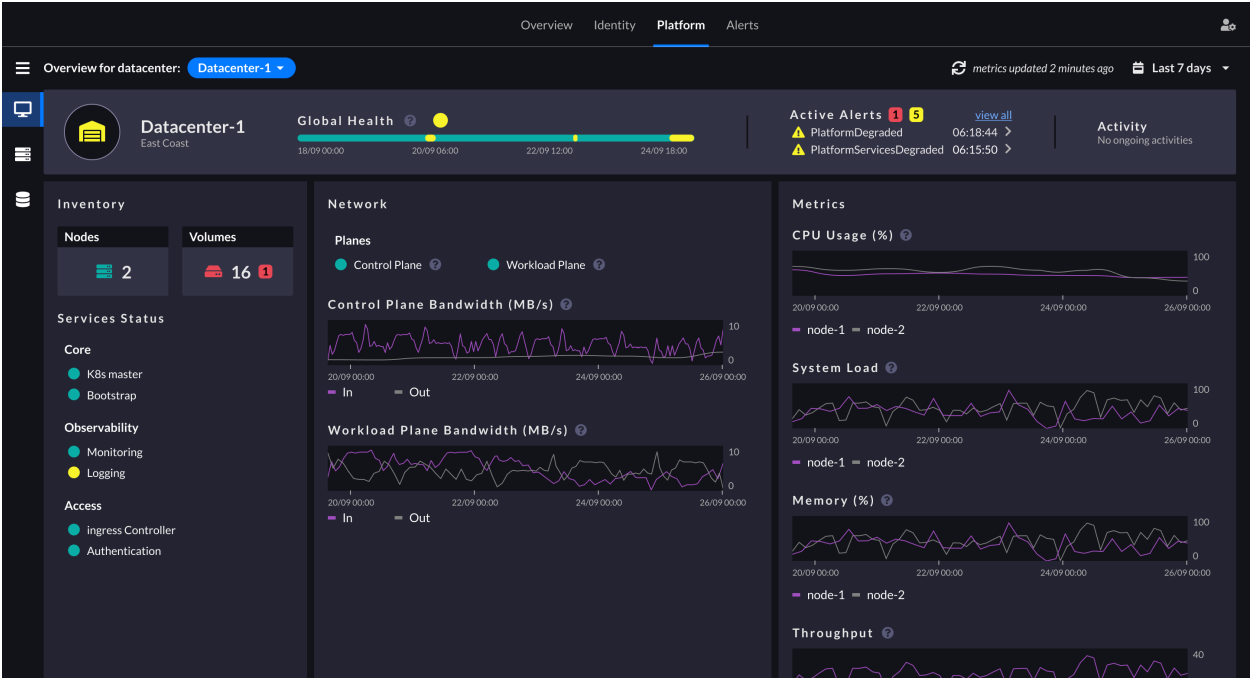 Overview Identity Platform Alerts
Overview for datacenter: Datacenter-1
metrics updated 2 minutes ago Last 7 days
Datacenter-1
East Coast
Global Health ?
18/09 00:00 20/09 06:00 22/09 12:00 24/09 18:00
Active Alerts 1 5 view all
PlatformDegraded 06:18:44
PlatformServicesDegraded 06:15:50
Activity
No ongoing activities
Inventory
Nodes
2
Volumes
16 1
Services Status
Core
K8s master
Bootstrap
Observability
Monitoring
Logging
Access
ingress Controller
Authentication
Network
Planes
Control Plane ? Workload Plane ?
Control Plane Bandwidth (MB/s) ?
10
0
20/09 00:00 22/09 00:00 24/09 00:00 26/09 00:00
In Out
Workload Plane Bandwidth (MB/s) ?
10
0
20/09 00:00 22/09 00:00 24/09 00:00 26/09 00:00
In Out
Metrics
CPU Usage (%) ?
100
0
20/09 00:00 22/09 00:00 24/09 00:00 26/09 00:00
node-1 node-2
System Load ?
100
0
20/09 00:00 22/09 00:00 24/09 00:00 26/09 00:00
node-1 node-2
Memory (%) ?
100
0
20/09 00:00 22/09 00:00 24/09 00:00 26/09 00:00
node-1 node-2
Throughput ?
40